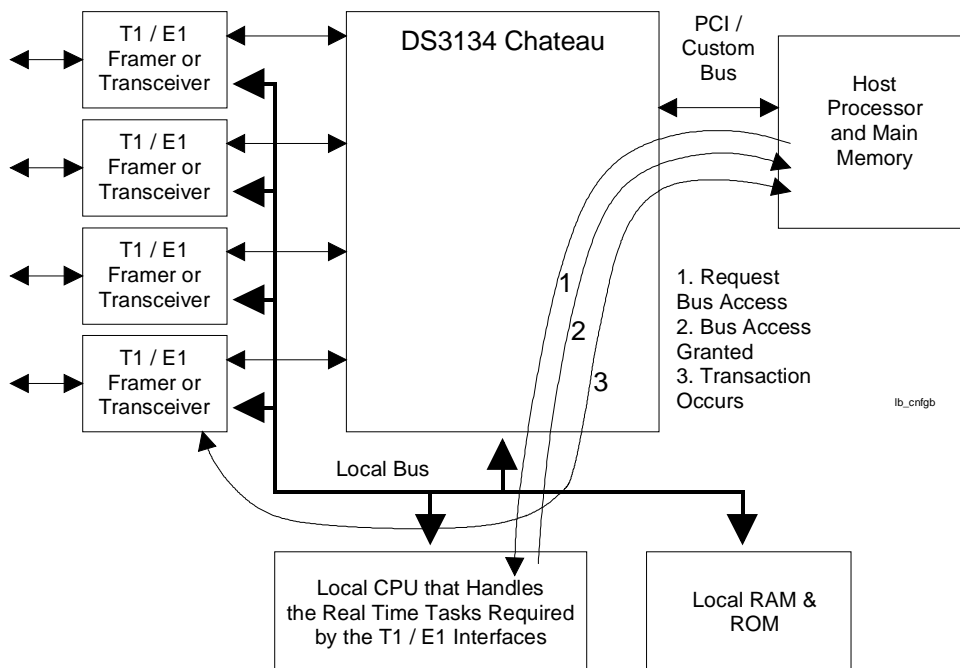 T1 / E1
Framer or
Transceiver
T1 / E1
Framer or
Transceiver
T1 / E1
Framer or
Transceiver
T1 / E1
Framer or
Transceiver
DS3134 Chateau
PCI /
Custom
Bus
Host
Processor
and Main
Memory
1
2
3
1. Request
Bus Access
2. Bus Access
Granted
3. Transaction
Occurs
lb_cnfgb
Local Bus
Local CPU that Handles
the Real Time Tasks Required
by the T1 / E1 Interfaces
Local RAM &
ROM